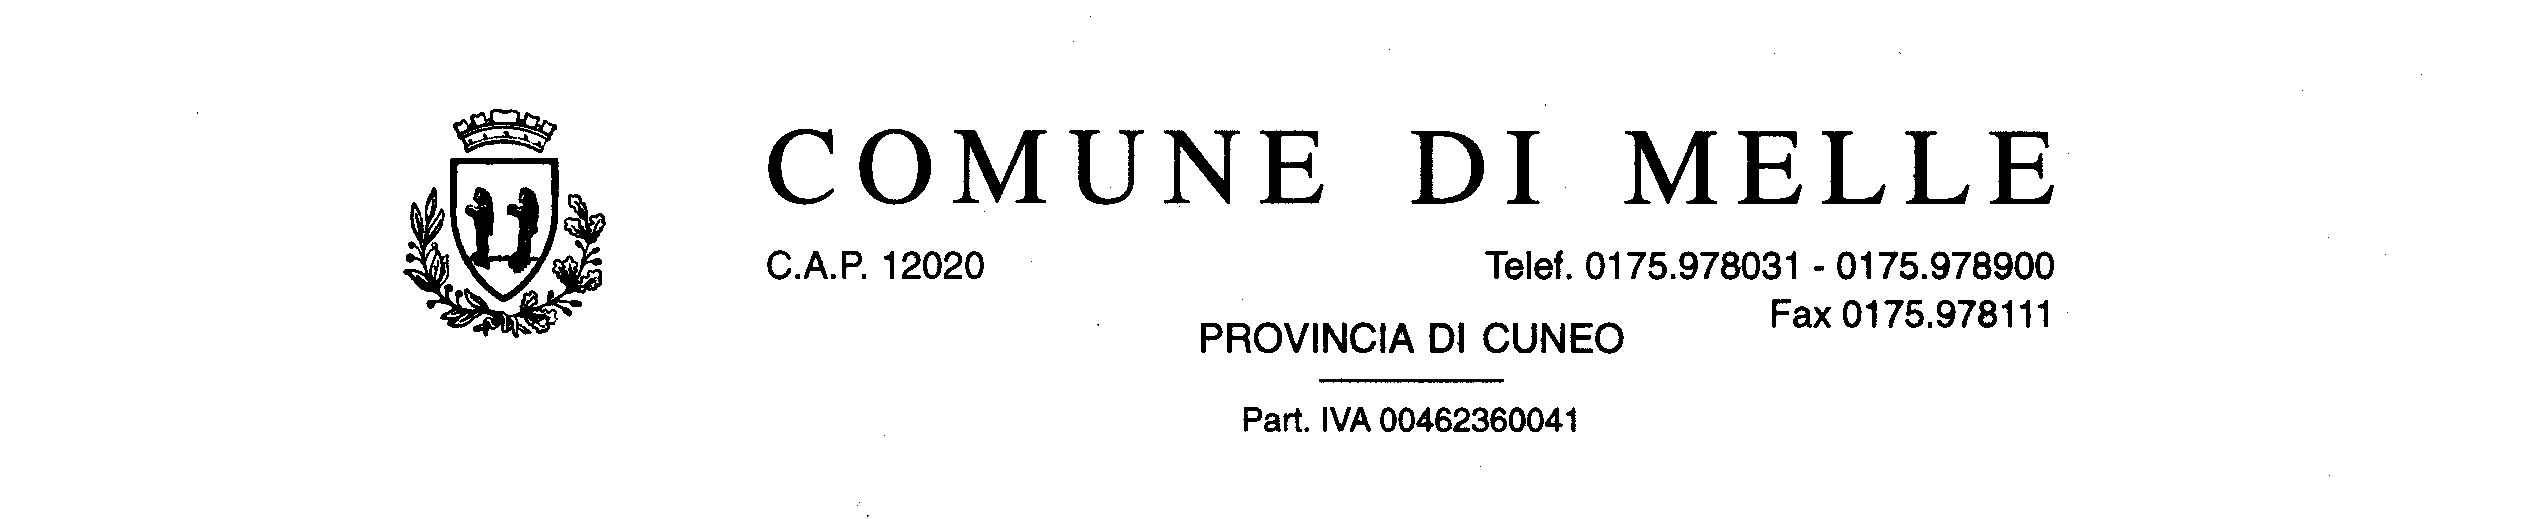 COMUNE DI MELLE
C.A.P. 12020 Telef. 0175.978031 - 0175.978900
Fax 0175.978111
PROVINCIA DI CUNEO
Part. IVA 00462360041